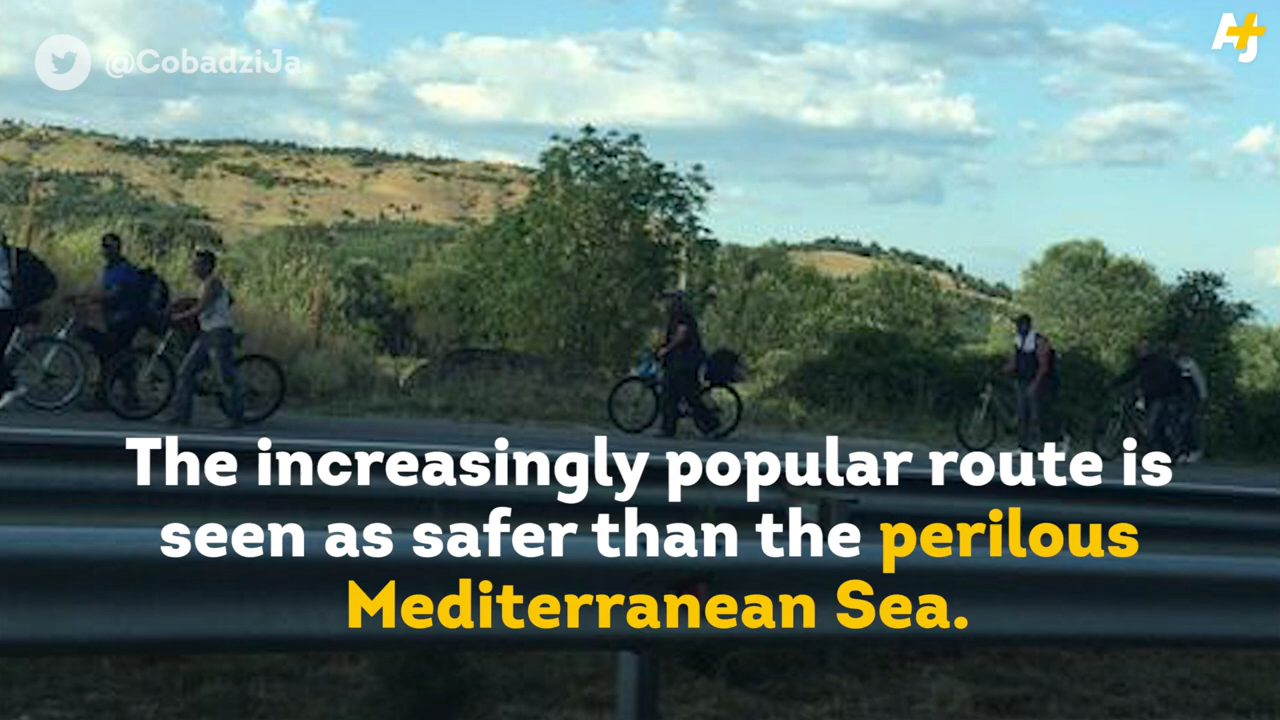 @CobadziJa
AJ+
The increasingly popular route is
seen as safer than the perilous
Mediterranean Sea.